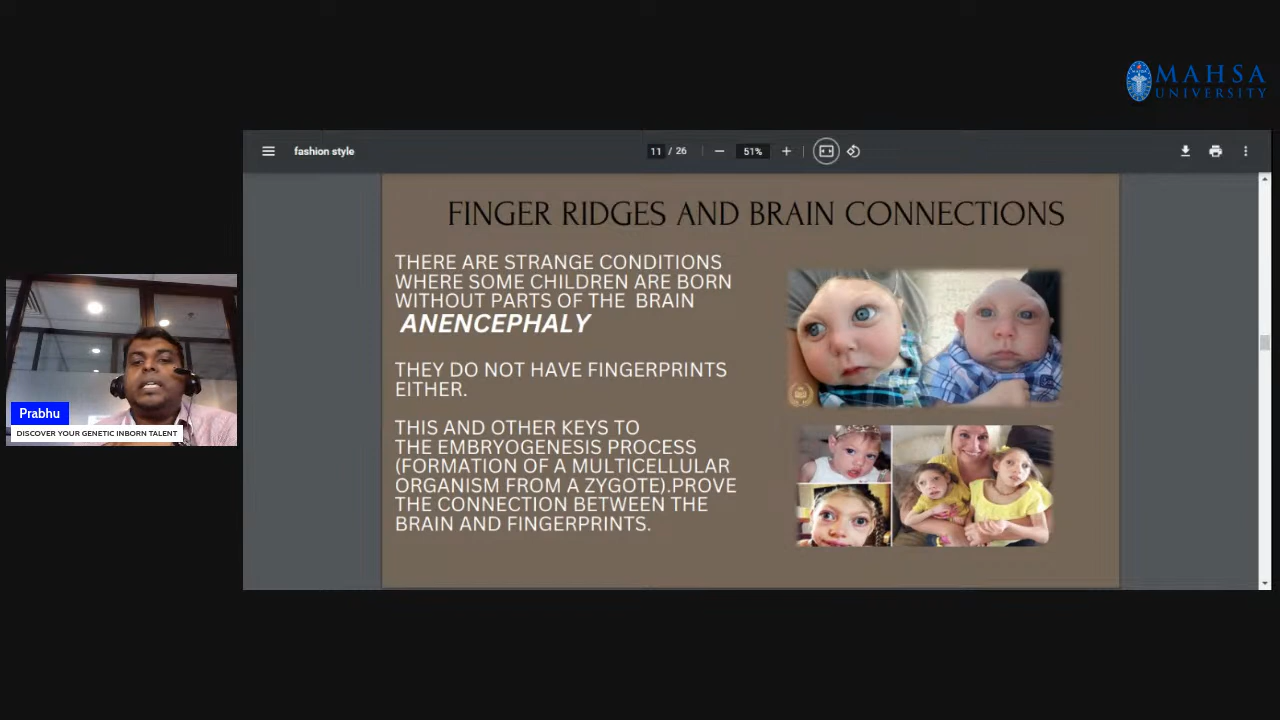 MAHSA
UNIVERSITY
fashion style
11 / 26
51%
FINGER RIDGES AND BRAIN CONNECTIONS
THERE ARE STRANGE CONDITIONS
WHERE SOME CHILDREN ARE BORN
WITHOUT PARTS OF THE BRAIN
ANENCEPHALY
THEY DO NOT HAVE FINGERPRINTS
EITHER.
THIS AND OTHER KEYS TO
THE EMBRYOGENESIS PROCESS
(FORMATION OF A MULTICELLULAR
ORGANISM FROM A ZYGOTE).PROVE
THE CONNECTION BETWEEN THE
BRAIN AND FINGERPRINTS.
Prabhu
DISCOVER YOUR GENETIC INBORN TALENT